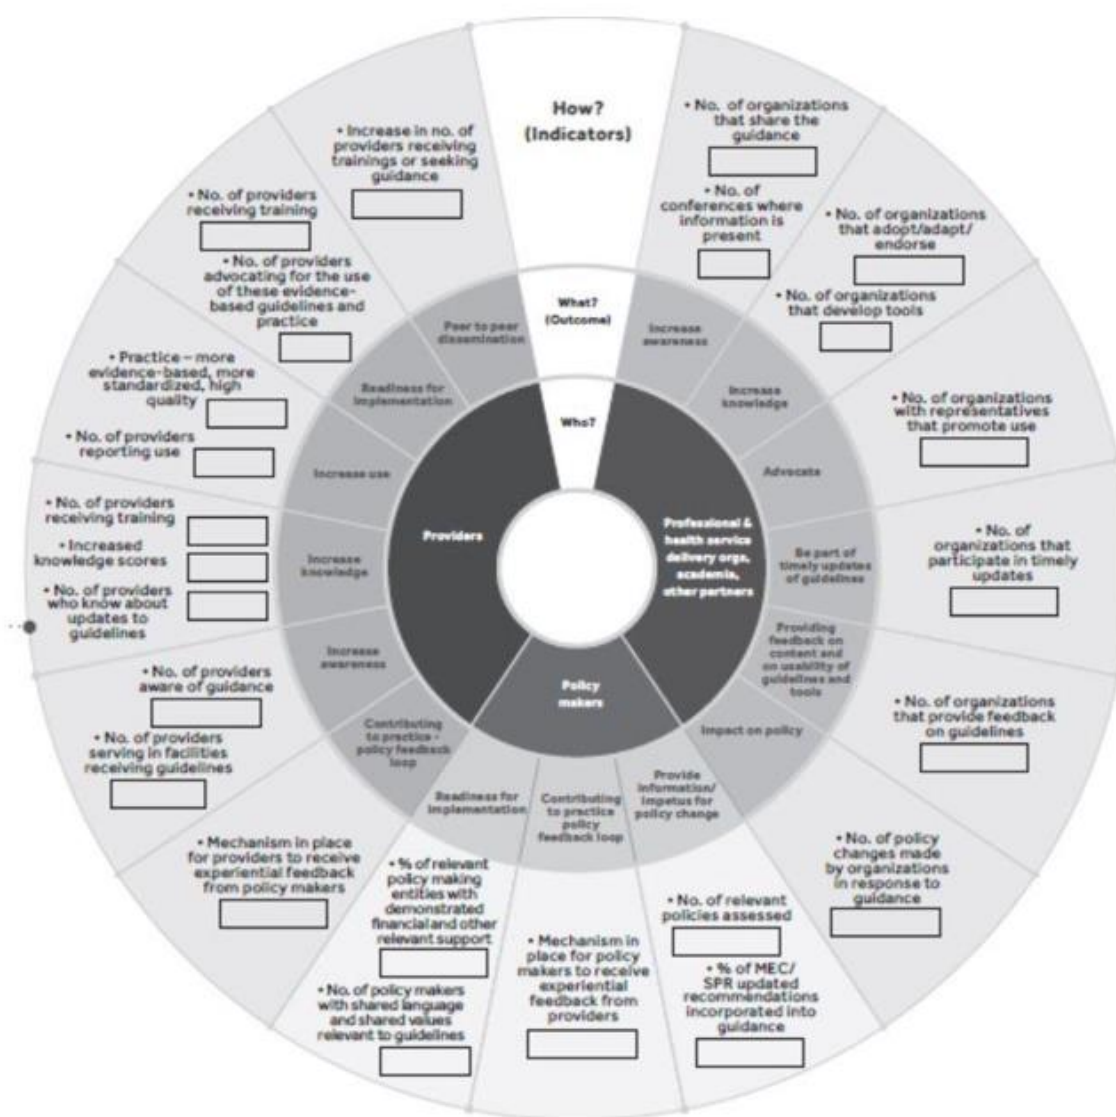 How?
(Indicators)
What?
(Outcome)
Who?
• No. of organizations
that share the
guidance
• No. of
conferences where
information is
present
• No. of organizations
that adopt/adapt/
endorse
• No. of organizations
that develop tools
• No. of organizations
with representatives
that promote use
• No. of
organizations that
participate in timely
updates
• No. of organizations
that provide feedback
on guidelines
• No. of policy
changes made
by organizations
in response to
guidance
• No. of relevant
policies assessed
• % of MEC/
SPR updated
recommendations
incorporated into
guidance
• Mechanism in
place for policy
makers to receive
experiential
feedback from
providers
• % of relevant
policy making
entities with
demonstrated
financial and other
relevant support
• No. of policy makers
with shared language
and shared values
relevant to guidelines
• Mechanism in place
for providers to receive
experiential feedback
from policy makers
• No. of providers
aware of guidance
• No. of providers
serving in facilities
receiving guidelines
• No. of providers
receiving training
• Increased
knowledge scores
• No. of providers
who know about
updates to
guidelines
• Practice – more
evidence-based, more
standardized, high
quality
• No. of providers
reporting use
• No. of providers
receiving training
• No. of providers
advocating for the use
of these evidence-
based guidelines and
practice
• Increase in no. of
providers receiving
trainings or seeking
guidance
Increase
awareness
Increase
knowledge
Advocate
Be part of
timely updates
of guidelines
Providing
feedback on
content and
on usability of
guidelines and
tools
Impact on policy
Provide
information/
impetus for
policy change
Contributing
to practice
policy
feedback loop
Readiness for
implementation
Contributing
to practice -
policy feedback
loop
Increase
awareness
Increase
knowledge
Increase use
Readiness for
implementation
Peer to peer
dissemination
Providers
Professional &
health service
delivery orgs,
academia,
other partners
Policy
makers